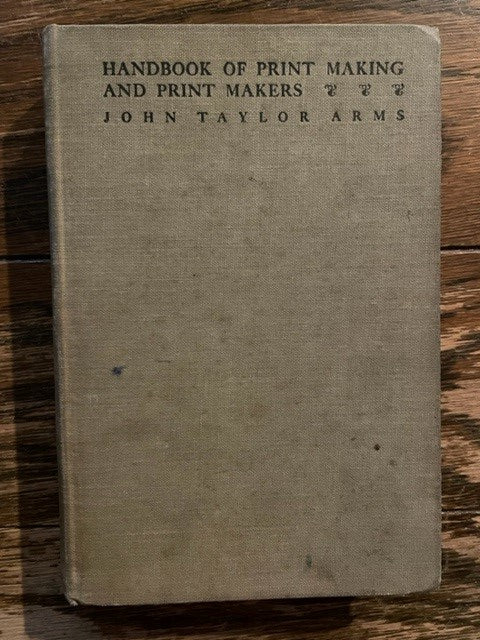 HANDBOOK OF PRINT MAKING
AND PRINT MAKERS ❦ ❦ ❦
JOHN TAYLOR ARMS